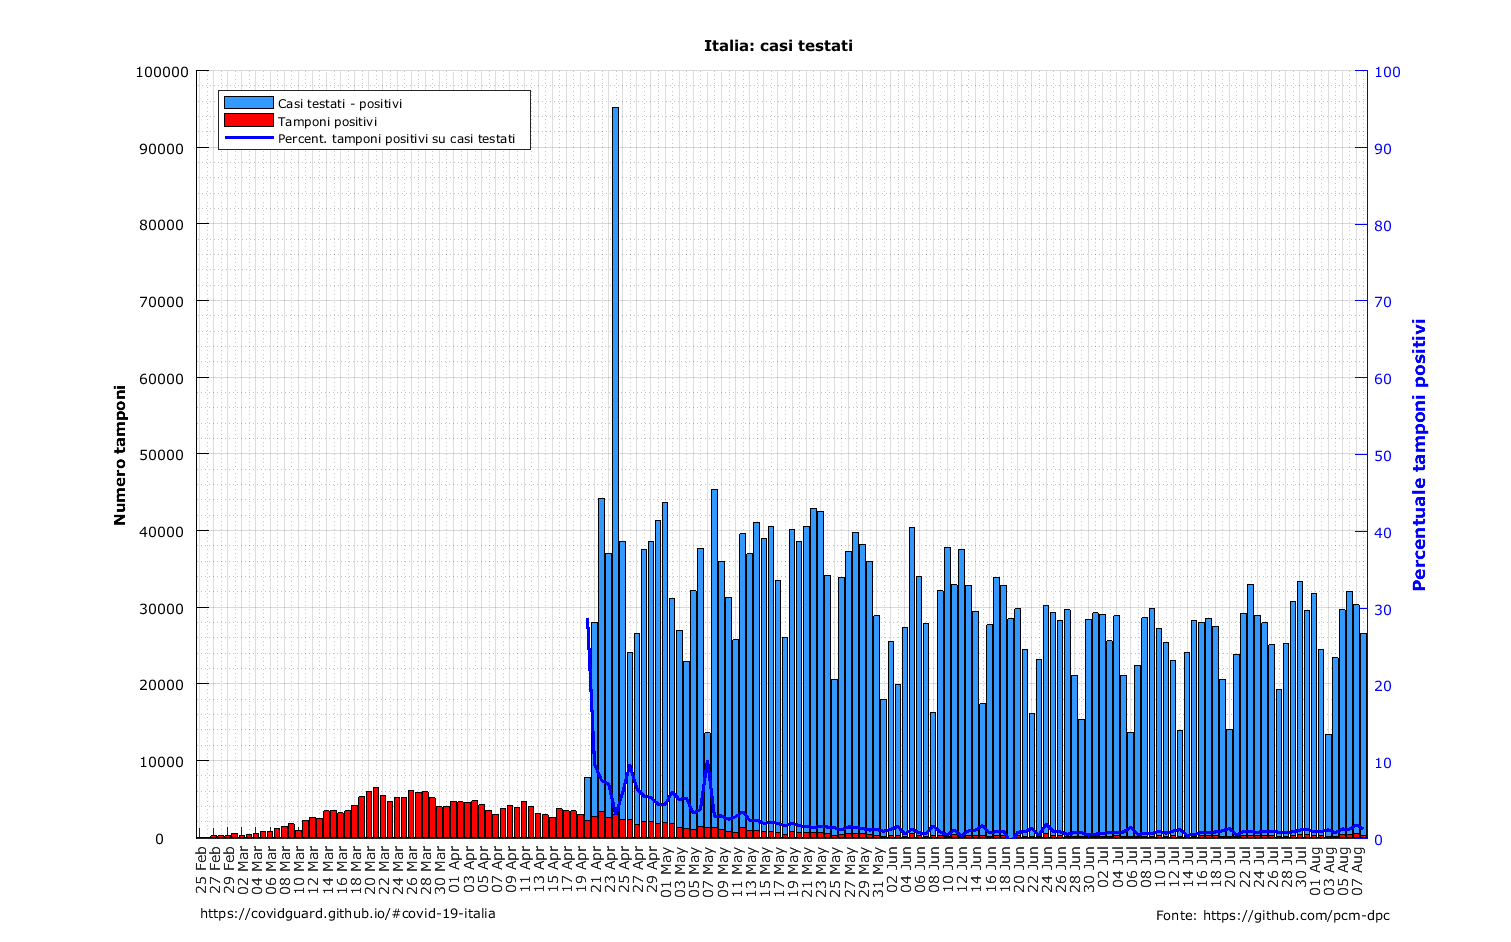 Italia: casi testati
Casi testati - positivi
Tamponi positivi
Percent. tamponi positivi su casi testati
Numero tamponi
100000
90000
80000
70000
60000
50000
40000
30000
20000
10000
0
Percentuale tamponi positivi
100
90
80
70
60
50
40
30
20
10
0
25 Feb
27 Feb
29 Feb
02 Mar
04 Mar
06 Mar
08 Mar
10 Mar
12 Mar
14 Mar
16 Mar
18 Mar
20 Mar
22 Mar
24 Mar
26 Mar
28 Mar
30 Mar
01 Apr
03 Apr
05 Apr
07 Apr
09 Apr
11 Apr
13 Apr
15 Apr
17 Apr
19 Apr
21 Apr
23 Apr
25 Apr
27 Apr
29 Apr
01 May
03 May
05 May
07 May
09 May
11 May
13 May
15 May
17 May
19 May
21 May
23 May
25 May
27 May
29 May
31 May
02 Jun
04 Jun
06 Jun
08 Jun
10 Jun
12 Jun
14 Jun
16 Jun
18 Jun
20 Jun
22 Jun
24 Jun
26 Jun
28 Jun
30 Jun
02 Jul
04 Jul
06 Jul
08 Jul
10 Jul
12 Jul
14 Jul
16 Jul
18 Jul
20 Jul
22 Jul
24 Jul
26 Jul
28 Jul
30 Jul
01 Aug
03 Aug
05 Aug
07 Aug
https://covidguard.github.io/#covid-19-italia
Fonte: https://github.com/pcm-dpc